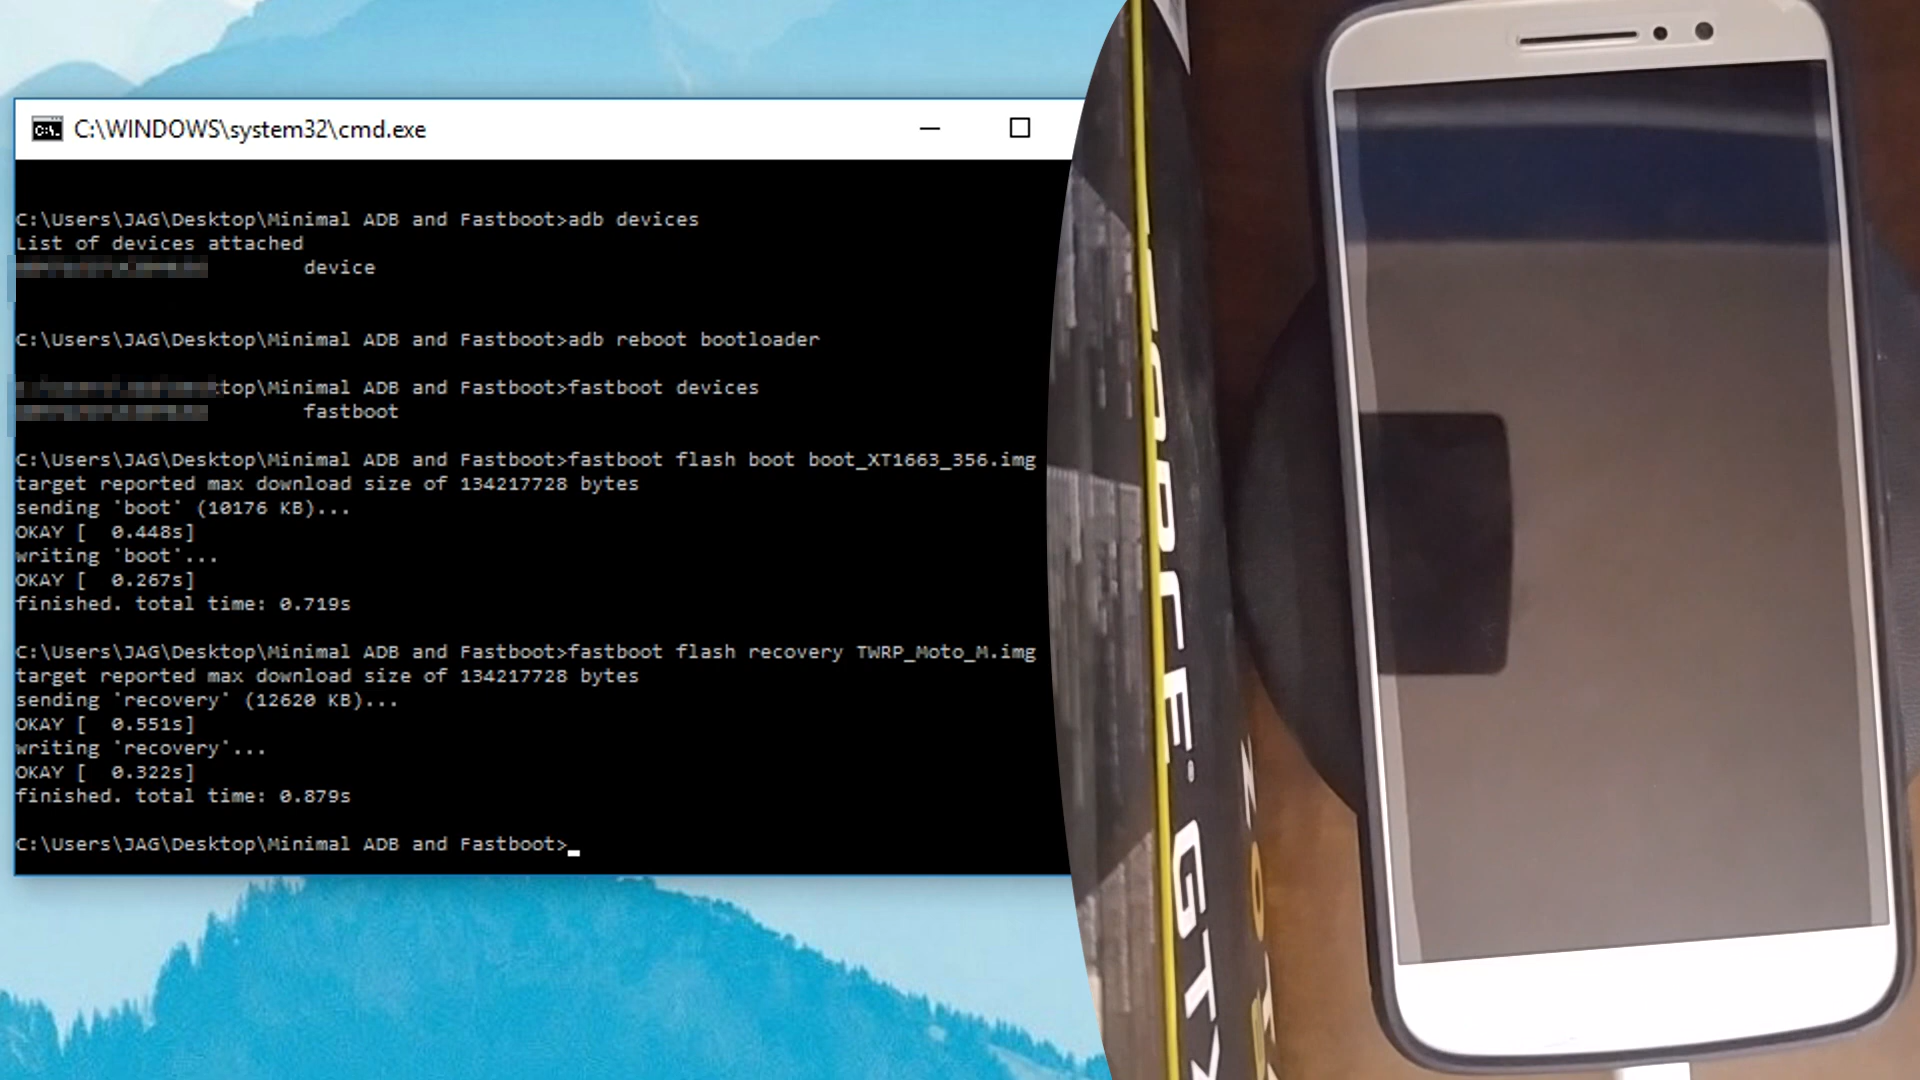 C:\WINDOWS\system32\cmd.exe
C:\Users\JAG\Desktop\Minimal ADB and Fastboot>adb devices
List of devices attached
device
C:\Users\JAG\Desktop\Minimal ADB and Fastboot>adb reboot bootloader
top\Minimal ADB and Fastboot>fastboot devices
fastboot
C:\Users\JAG\Desktop\Minimal ADB and Fastboot>fastboot flash boot boot_XT1663_356.img
target reported max download size of 134217728 bytes
sending 'boot' (10176 KB)...
OKAY [  0.448s]
writing 'boot'...
OKAY [  0.267s]
finished. total time: 0.719s
C:\Users\JAG\Desktop\Minimal ADB and Fastboot>fastboot flash recovery TWRP_Moto_M.img
target reported max download size of 134217728 bytes
sending 'recovery' (12620 KB)...
OKAY [  0.551s]
writing 'recovery'...
OKAY [  0.322s]
finished. total time: 0.879s
C:\Users\JAG\Desktop\Minimal ADB and Fastboot>
GTX